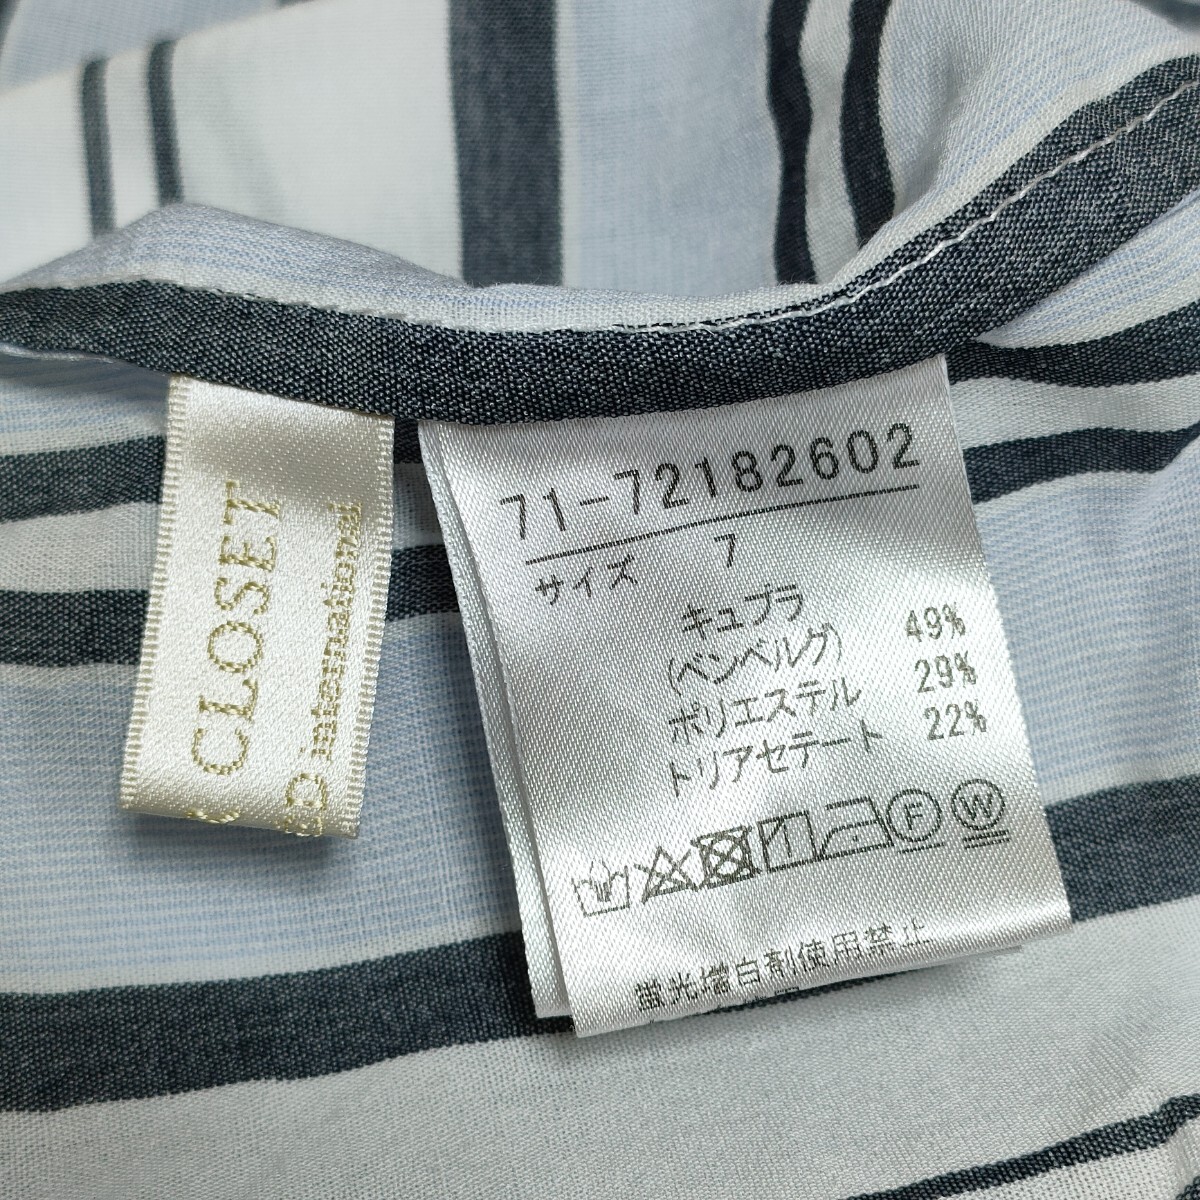 CLOSET
international
71-72182602
サイズ 7
キュプラ
(ベンベルグ) 49%
ポリエステル 29%
トリアセテート 22%
F W
蛍光増白剤使用禁止